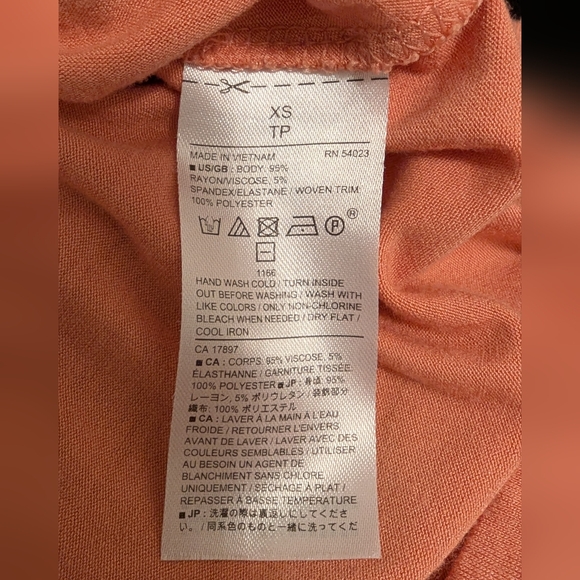 XS
TP
MADE IN VIETNAM RN 54023
■ US/GB : BODY: 95%
RAYON/VISCOSE, 5%
SPANDEX/ELASTANE / WOVEN TRIM:
100% POLYESTER
P ®
1166
HAND WASH COLD / TURN INSIDE
OUT BEFORE WASHING / WASH WITH
LIKE COLORS / ONLY NON-CHLORINE
BLEACH WHEN NEEDED / DRY FLAT /
COOL IRON
CA 17897
■ CA : CORPS: 95% VISCOSE, 5%
ÉLASTHANNE / GARNITURE TISSÉE:
100% POLYESTER ■ JP : 身頃: 95%
レーヨン, 5% ポリウレタン / 装飾部分
織布: 100% ポリエステル
■ CA : LAVER À LA MAIN À L'EAU
FROIDE / RETOURNER L'ENVERS
AVANT DE LAVER / LAVER AVEC DES
COULEURS SEMBLABLES / UTILISER
AU BESOIN UN AGENT DE
BLANCHIMENT SANS CHLORE
UNIQUEMENT / SÉCHAGE À PLAT /
REPASSER À BASSE TEMPÉRATURE
■ JP : 洗濯の際は裏返しにしてくださ
い。 / 同系色のものと一緒に洗ってくだ